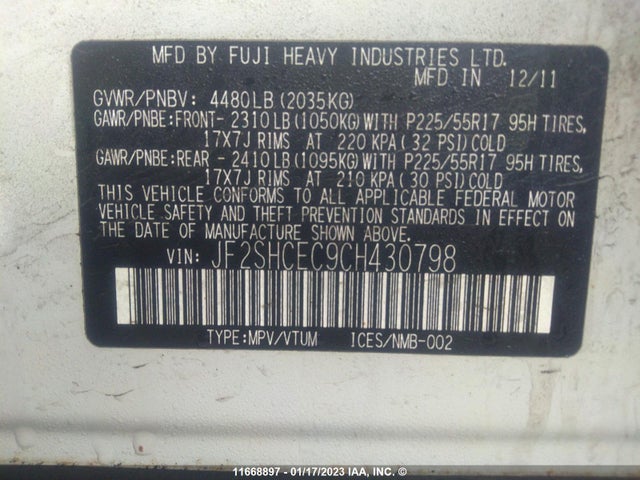 MFD BY FUJI HEAVY INDUSTRIES LTD.
MFD IN 12/11
GVWR/PNBV: 4480LB(2035KG)
GAWR/PNBE:FRONT- 2310LB(1050KG)WITH P225/55R17 95H TIRES,
17X7J RIMS AT 220 KPA(32 PSI)COLD
GAWR/PNBE:REAR - 2410LB(1095KG)WITH P225/55R17 95H TIRES,
17X7J RIMS AT 210 KPA(30 PSI)COLD
THIS VEHICLE CONFORMS TO ALL APPLICABLE FEDERAL MOTOR
VEHICLE SAFETY AND THEFT PREVENTION STANDARDS IN EFFECT ON
THE DATE OF MANUFACTURE SHOWN ABOVE.
VIN: JF2SHCEC9CH430798
TYPE:MPV/VTUM ICES/NMB-002
11668897 - 01/17/2023 IAA, INC. ©